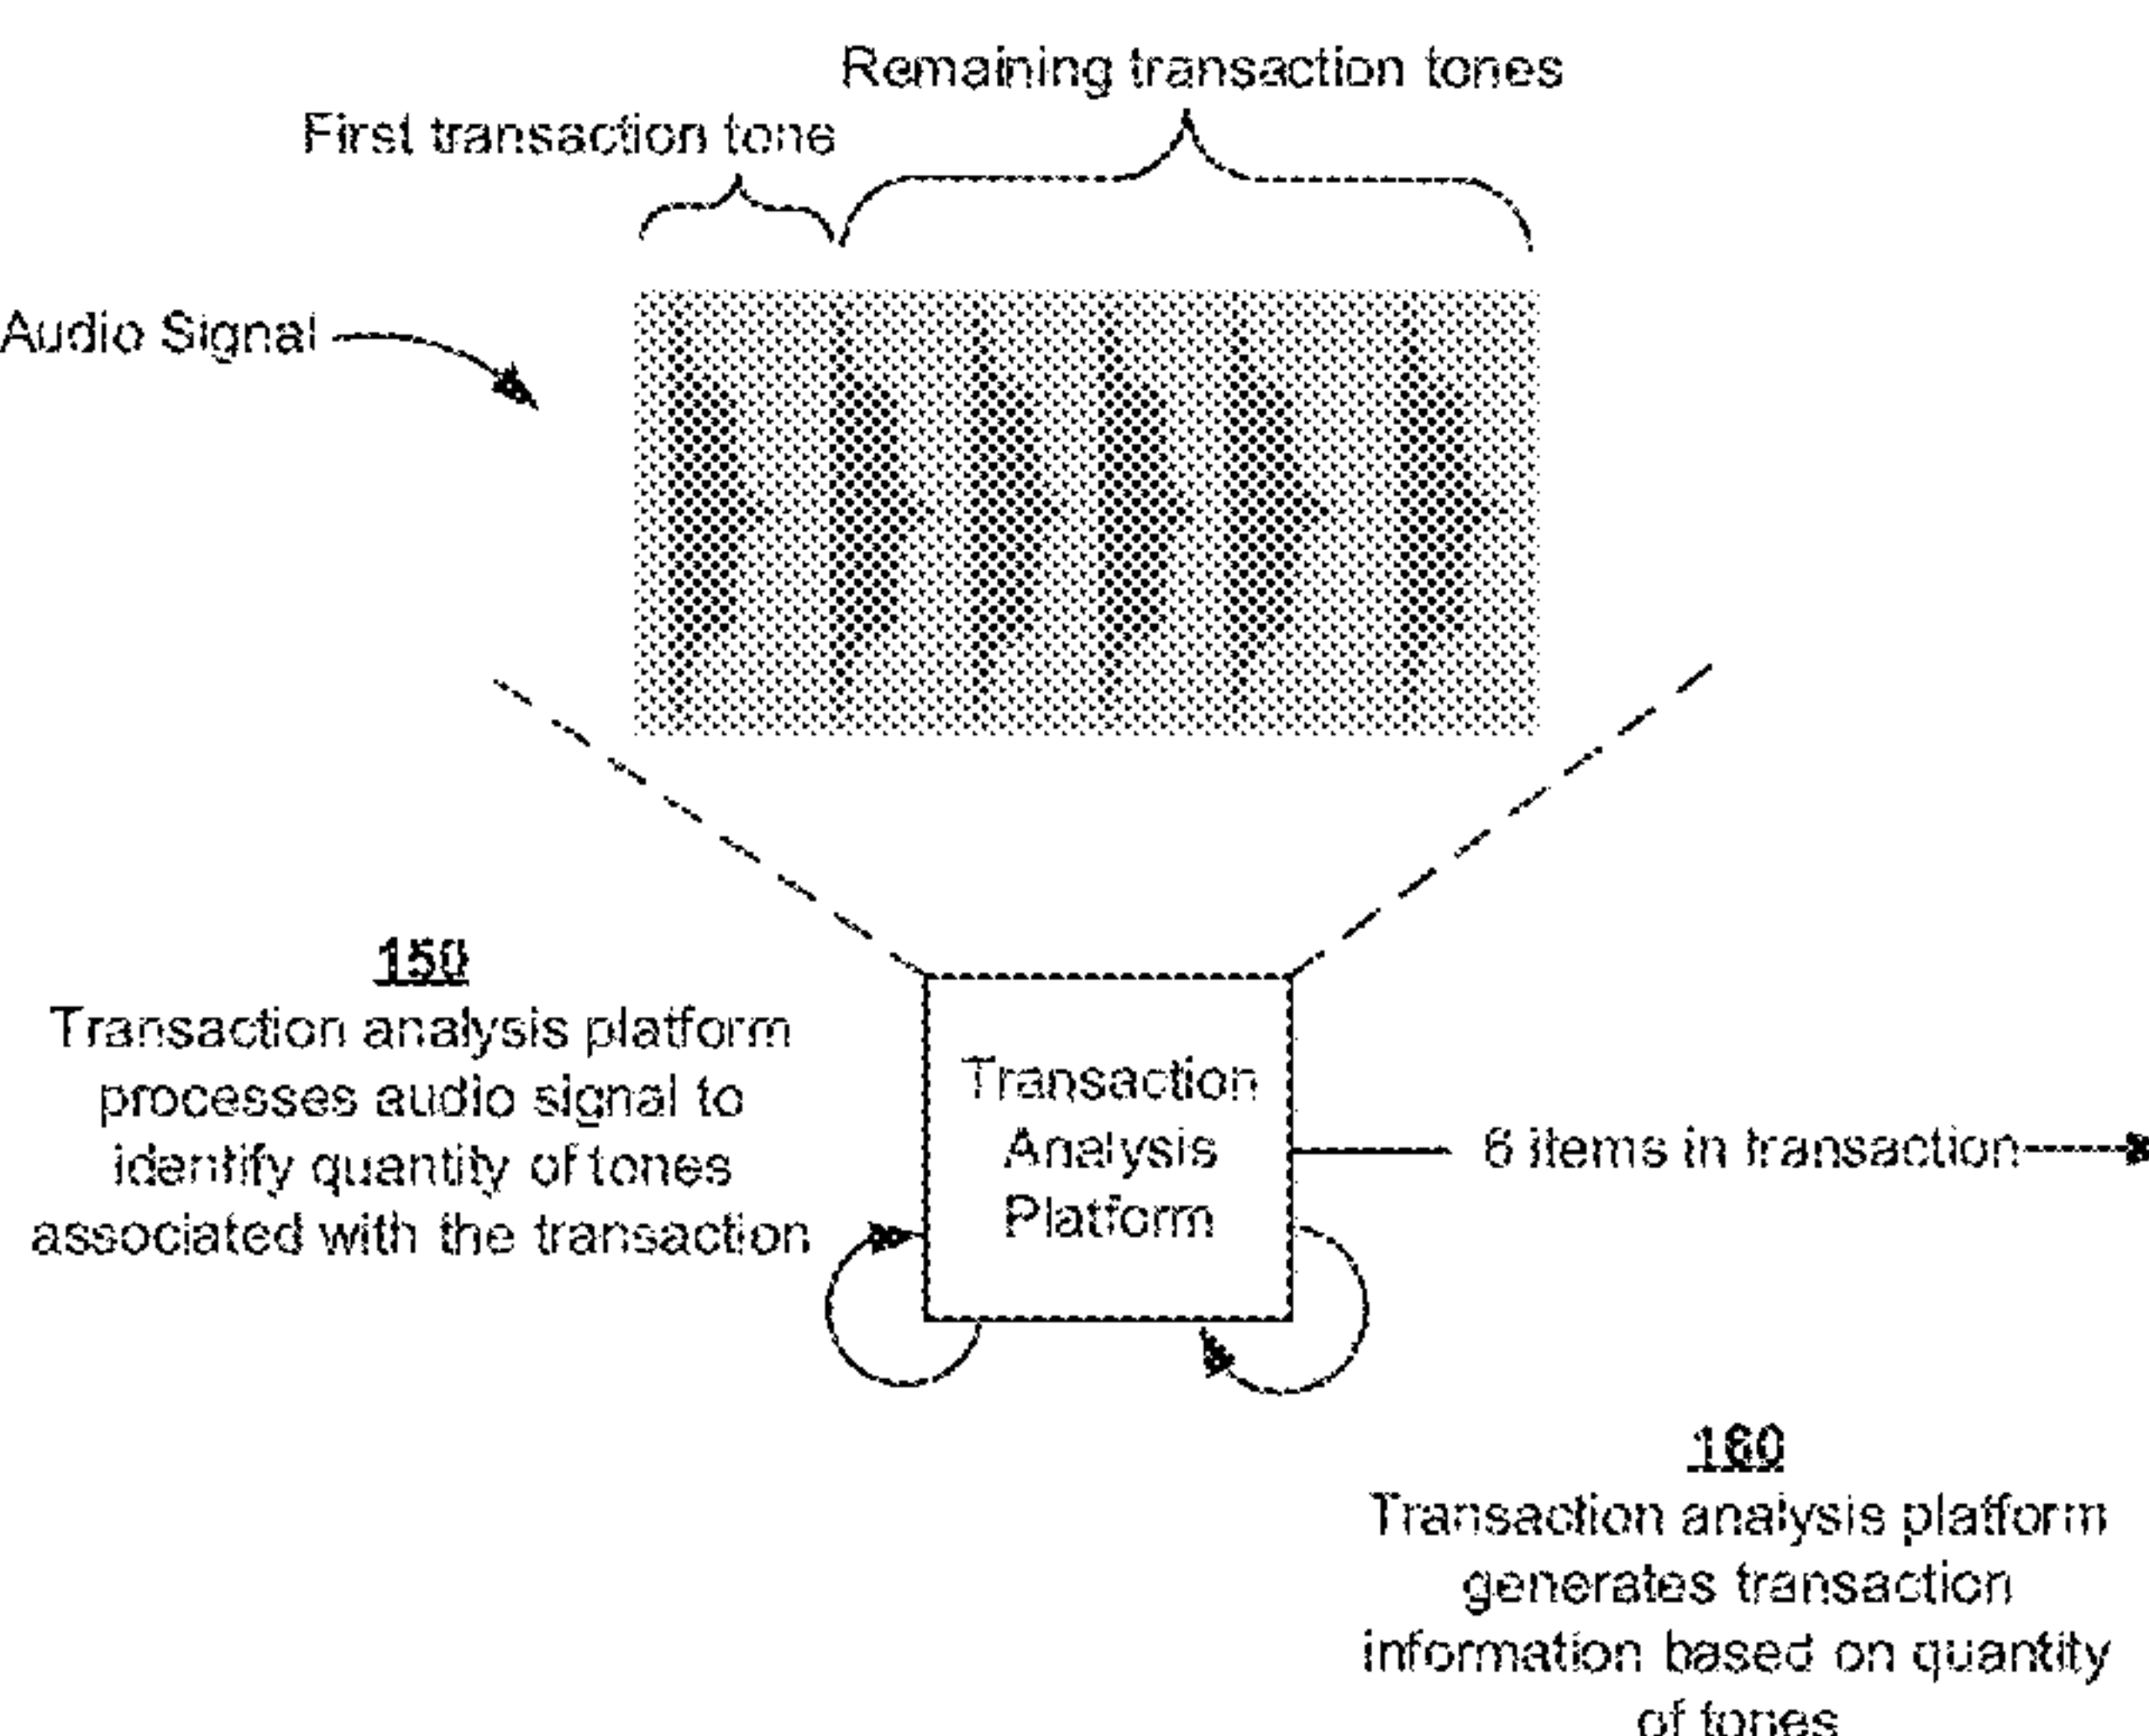 Remaining transaction tones
First transaction tone
Audio Signal
150
Transaction analysis platform
processes audio signal to
identify quantity of tones
associated with the transaction
Transaction
Analysis
Platform
6 items in transaction
160
Transaction analysis platform
generates transaction
information based on quantity
of tones